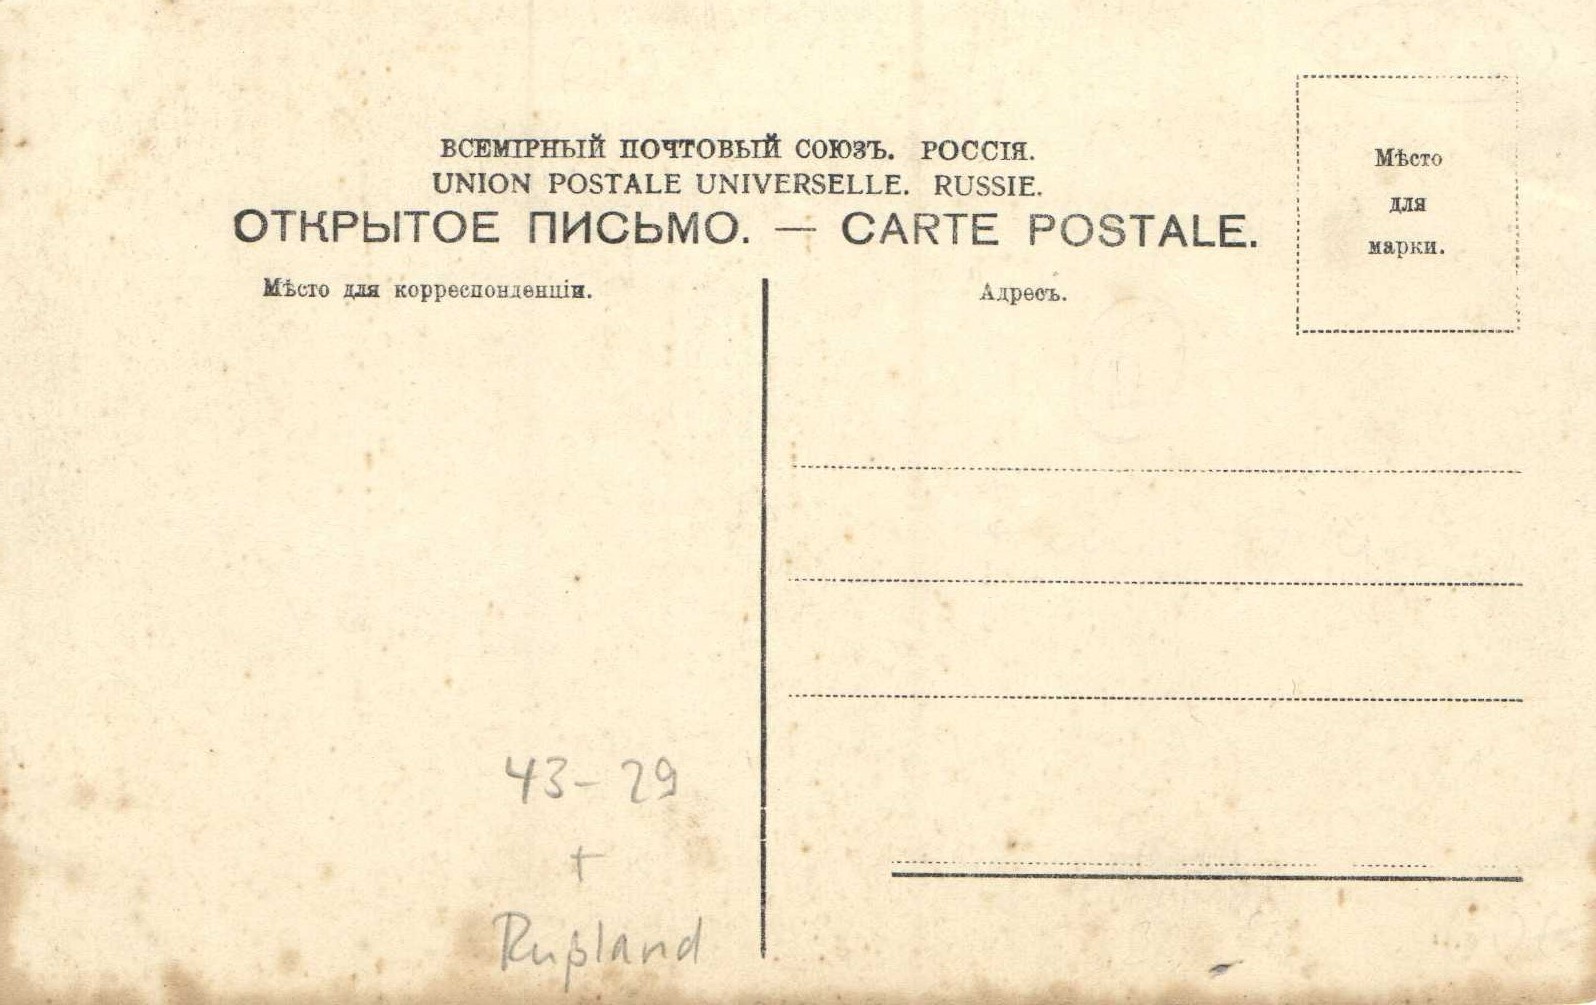 ВСЕМІРНЫЙ ПОЧТОВЫЙ СОЮЗЪ. РОССІЯ.
UNION POSTALE UNIVERSELLE. RUSSIE.
ОТКРЫТОЕ ПИСЬМО. — CARTE POSTALE.
Мѣсто
для
марки.
Мѣсто для корреспонденціи.
Адресъ.
43-29
+
Rußland